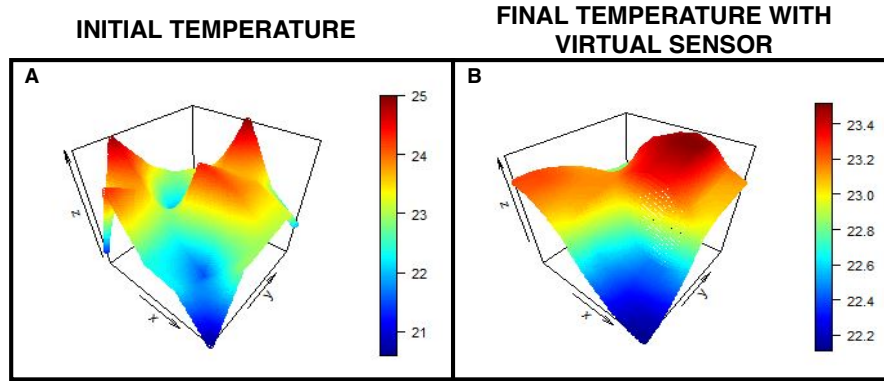 INITIAL TEMPERATURE
FINAL TEMPERATURE WITH
VIRTUAL SENSOR
A
z
x
y
25
24
23
22
21
B
z
x
y
23.4
23.2
23.0
22.8
22.6
22.4
22.2